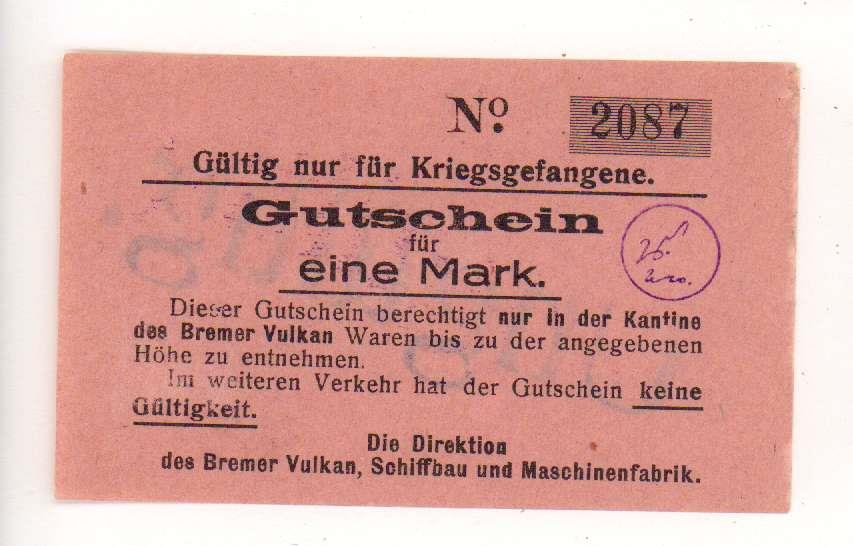 Nº. 2087
Gültig nur für Kriegsgefangene.
Gutschein
für
eine Mark.
Dieser Gutschein berechtigt nur in der Kantine
des Bremer Vulkan Waren bis zu der angegebenen
Höhe zu entnehmen.
Im weiteren Verkehr hat der Gutschein keine
Gültigkeit.
Die Direktion
des Bremer Vulkan, Schiffbau und Maschinenfabrik.